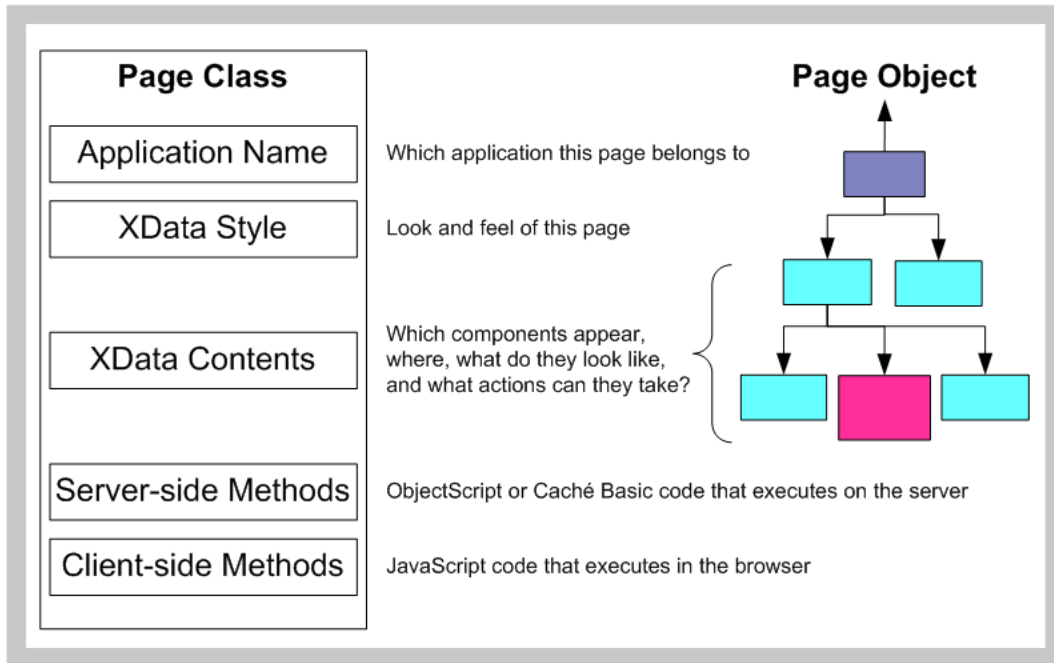 Page Class
Page Object
Application Name
Which application this page belongs to
XData Style
Look and feel of this page
XData Contents
Which components appear,
where, what do they look like,
and what actions can they take?
Server-side Methods
ObjectScript or Caché Basic code that executes on the server
Client-side Methods
JavaScript code that executes in the browser